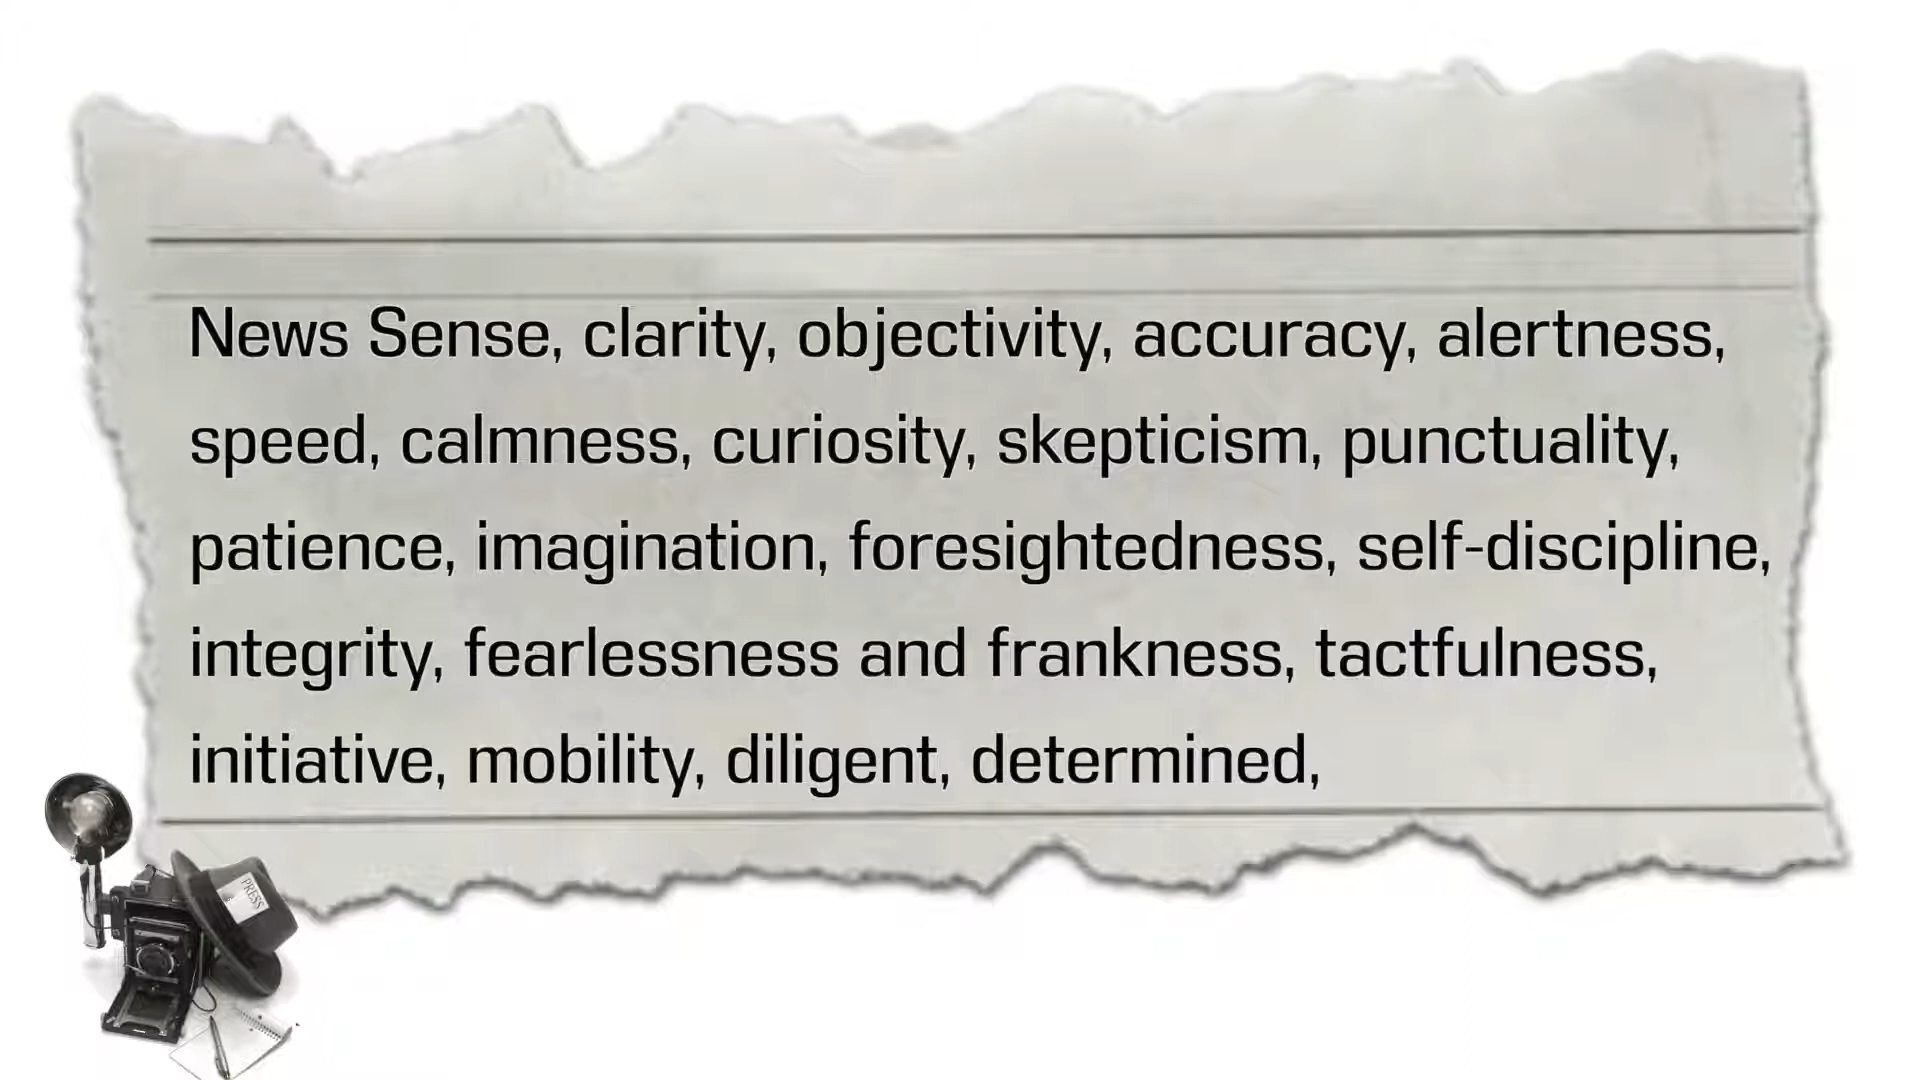 News Sense, clarity, objectivity, accuracy, alertness,
speed, calmness, curiosity, skepticism, punctuality,
patience, imagination, foresightedness, self-discipline,
integrity, fearlessness and frankness, tactfulness,
initiative, mobility, diligent, determined,
PRESS